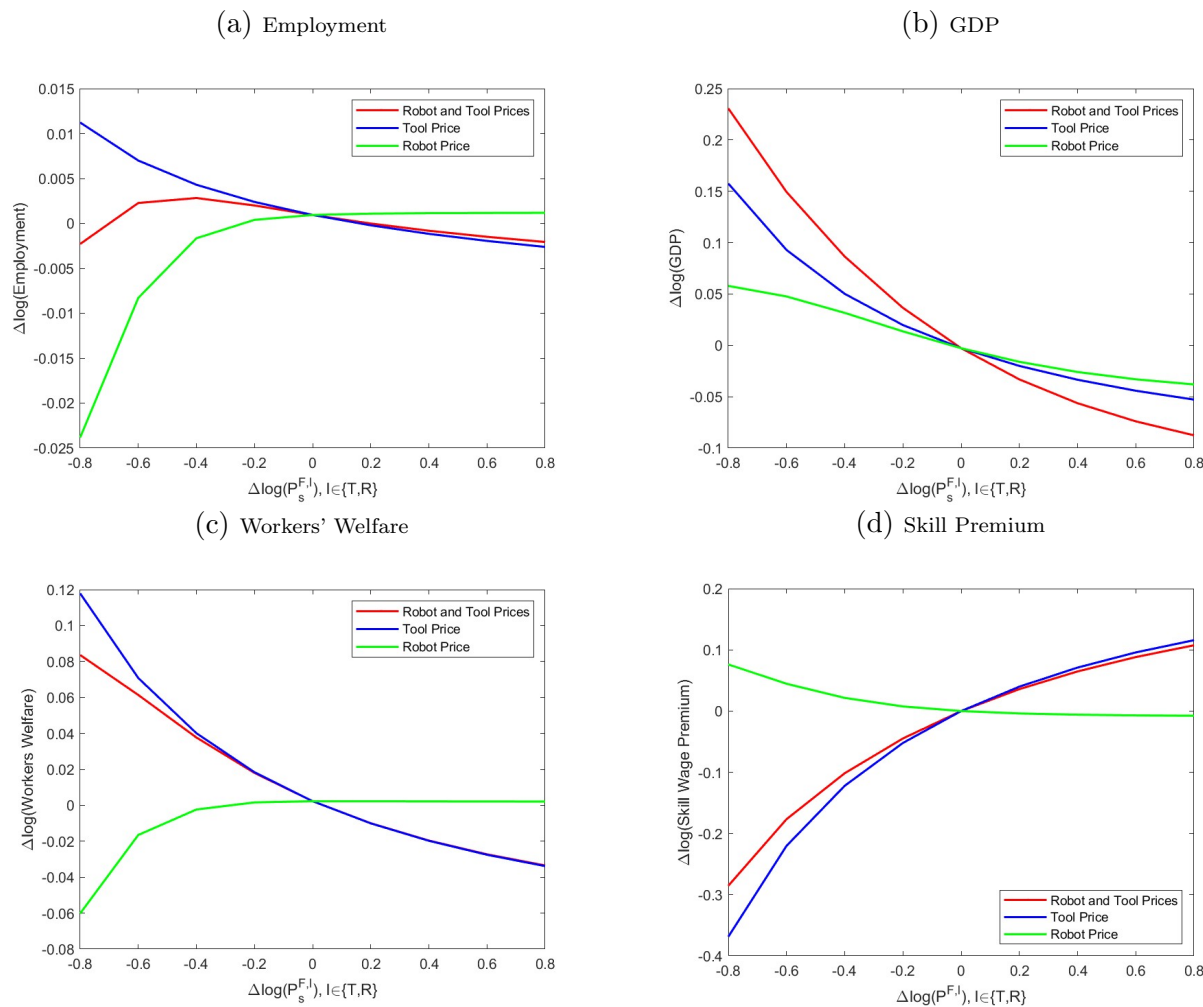 (a) Employment
0.015
0.01
0.005
0
-0.005
-0.01
-0.015
-0.02
-0.025
Δlog(Employment)
Robot and Tool Prices
Tool Price
Robot Price
-0.8 -0.6 -0.4 -0.2 0 0.2 0.4 0.6 0.8
Δlog(P_s^{F,l}), l∈{T,R}
(b) GDP
0.25
0.2
0.15
0.1
0.05
0
-0.05
-0.1
Δlog(GDP)
Robot and Tool Prices
Tool Price
Robot Price
-0.8 -0.6 -0.4 -0.2 0 0.2 0.4 0.6 0.8
Δlog(P_s^{F,l}), l∈{T,R}
(c) Workers' Welfare
0.12
0.1
0.08
0.06
0.04
0.02
0
-0.02
-0.04
-0.06
-0.08
Δlog(Workers Welfare)
Robot and Tool Prices
Tool Price
Robot Price
-0.8 -0.6 -0.4 -0.2 0 0.2 0.4 0.6 0.8
Δlog(P_s^{F,l}), l∈{T,R}
(d) Skill Premium
0.2
0.1
0
-0.1
-0.2
-0.3
-0.4
Δlog(Skill Wage Premium)
Robot and Tool Prices
Tool Price
Robot Price
-0.8 -0.6 -0.4 -0.2 0 0.2 0.4 0.6 0.8
Δlog(P_s^{F,l}), l∈{T,R}